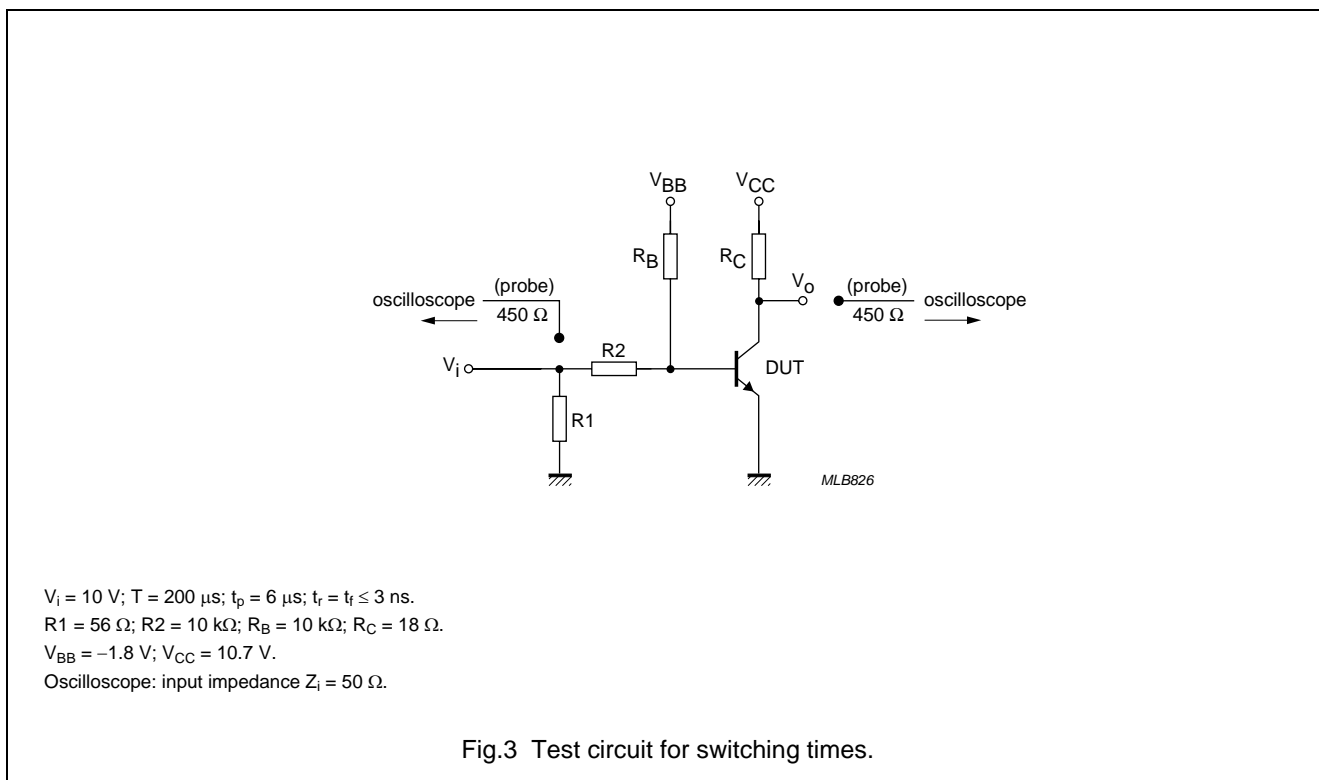 V_BB
V_CC
R_B
R_C
V_o
oscilloscope
(probe)
450 Ω
(probe)
450 Ω
oscilloscope
V_i
R2
DUT
R1
MLB826
V_i = 10 V; T = 200 μs; t_p = 6 μs; t_r = t_f ≤ 3 ns.
R1 = 56 Ω; R2 = 10 kΩ; R_B = 10 kΩ; R_C = 18 Ω.
V_BB = −1.8 V; V_CC = 10.7 V.
Oscilloscope: input impedance Z_i = 50 Ω.
Fig.3 Test circuit for switching times.